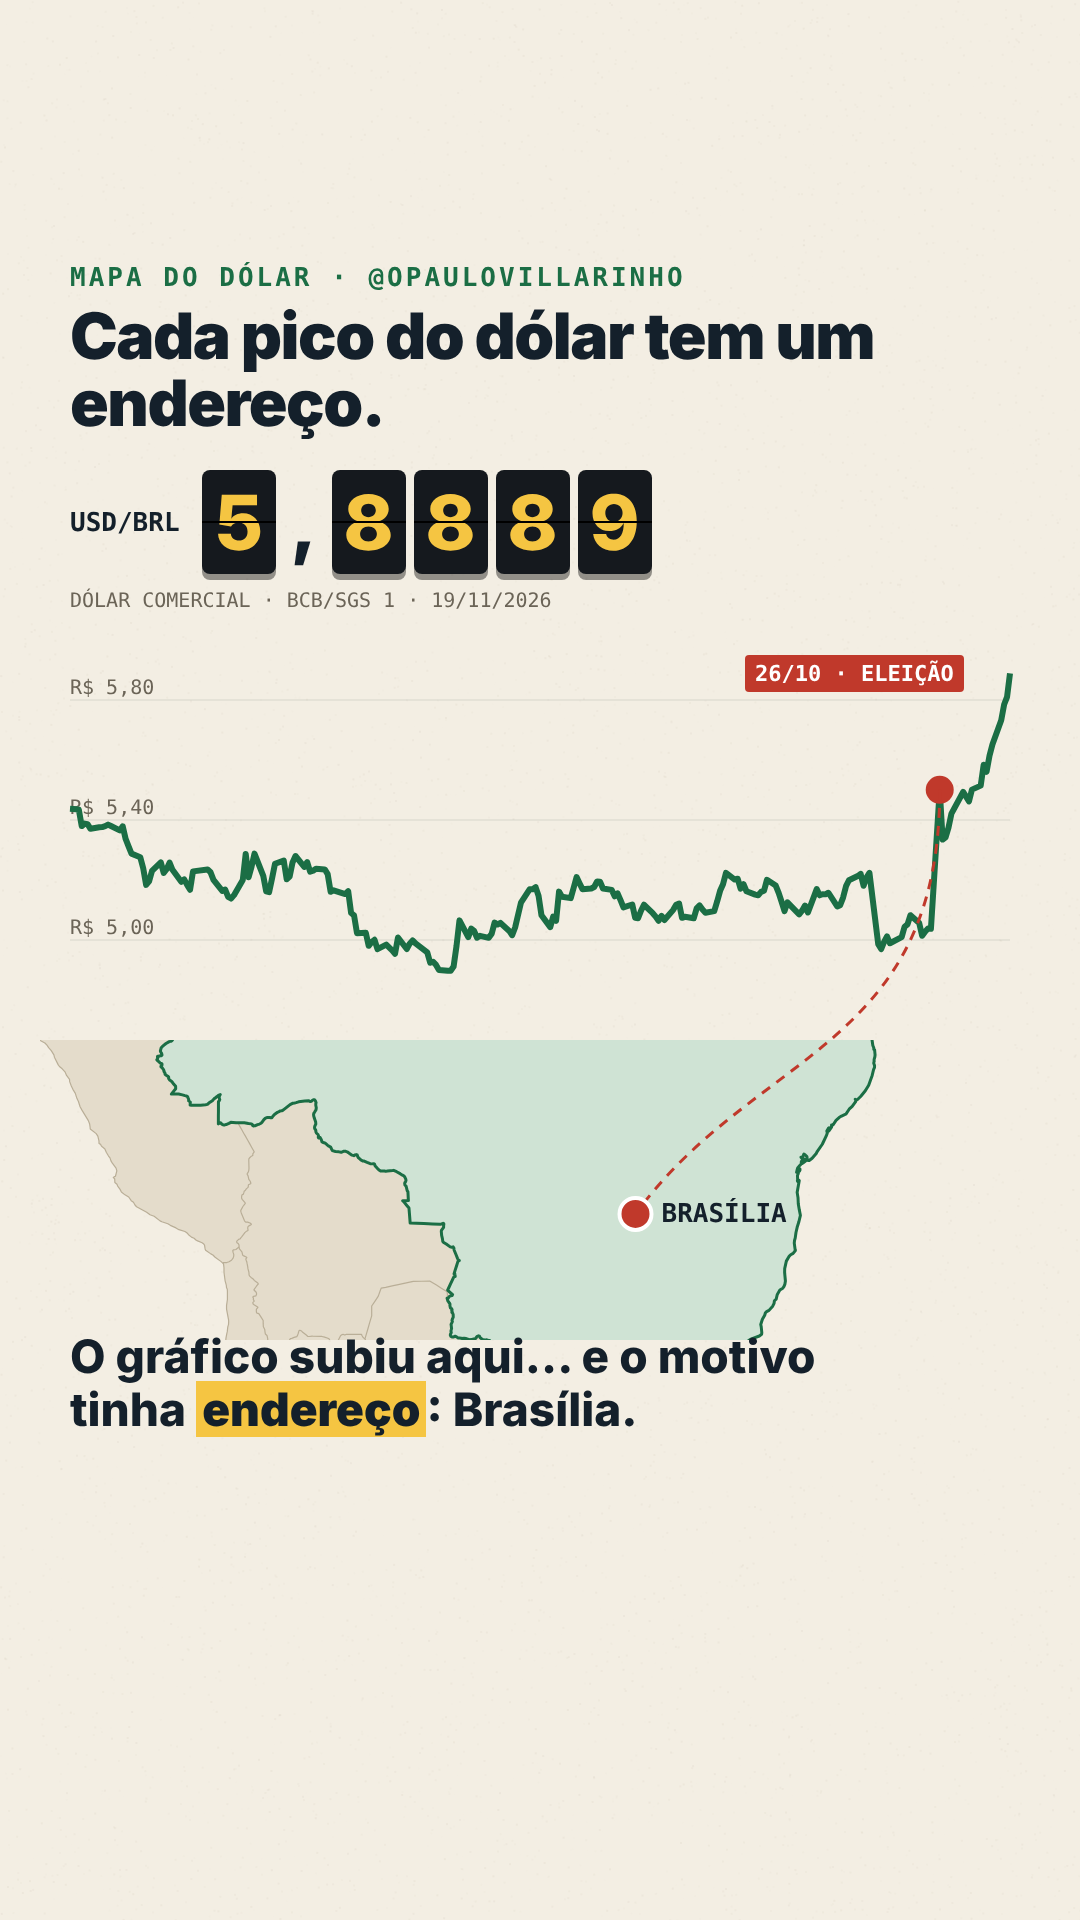 MAPA DO DÓLAR · @OPAULOVILLARINHO
Cada pico do dólar tem um
endereço.
USD/BRL 5,8889
DÓLAR COMERCIAL · BCB/SGS 1 · 19/11/2026
26/10 · ELEIÇÃO
R$ 5,80
R$ 5,40
R$ 5,00
BRASÍLIA
O gráfico subiu aqui... e o motivo
tinha endereço: Brasília.